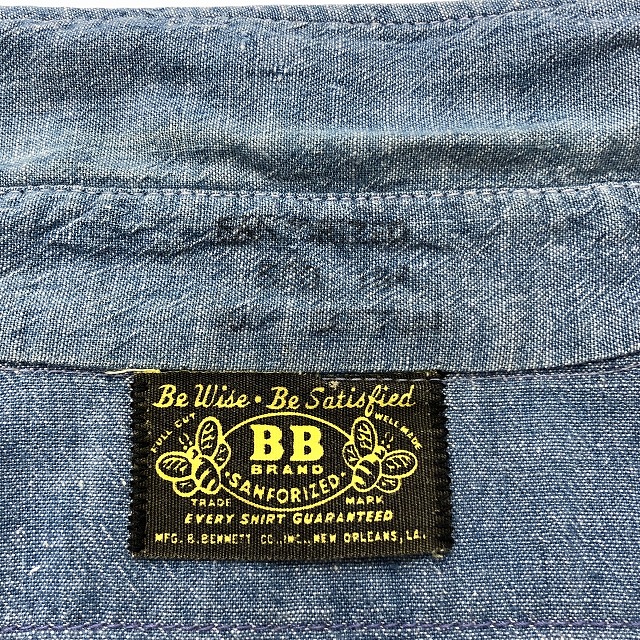 SANFORIZED
Be Wise • Be Satisfied
FULL CUT
WELL MADE
BB
BRAND
• SANFORIZED •
TRADE MARK
EVERY SHIRT GUARANTEED
MFG. B. BENNETT CO., INC., NEW ORLEANS, LA.